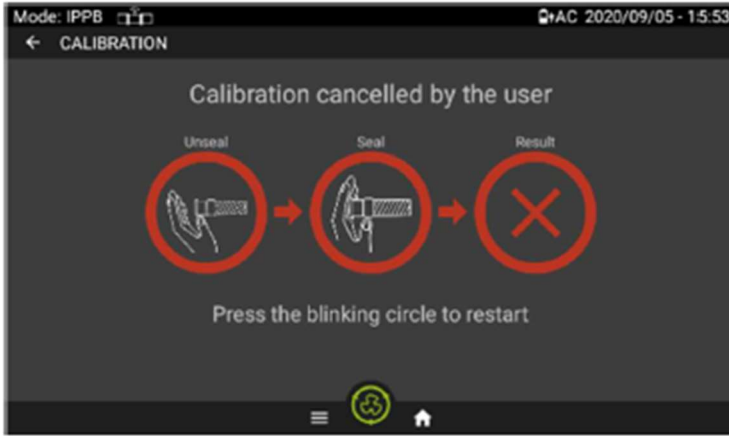 Mode: IPPB AC 2020/09/05 - 15:53
CALIBRATION
Calibration cancelled by the user
Unseal Seal Result
Press the blinking circle to restart